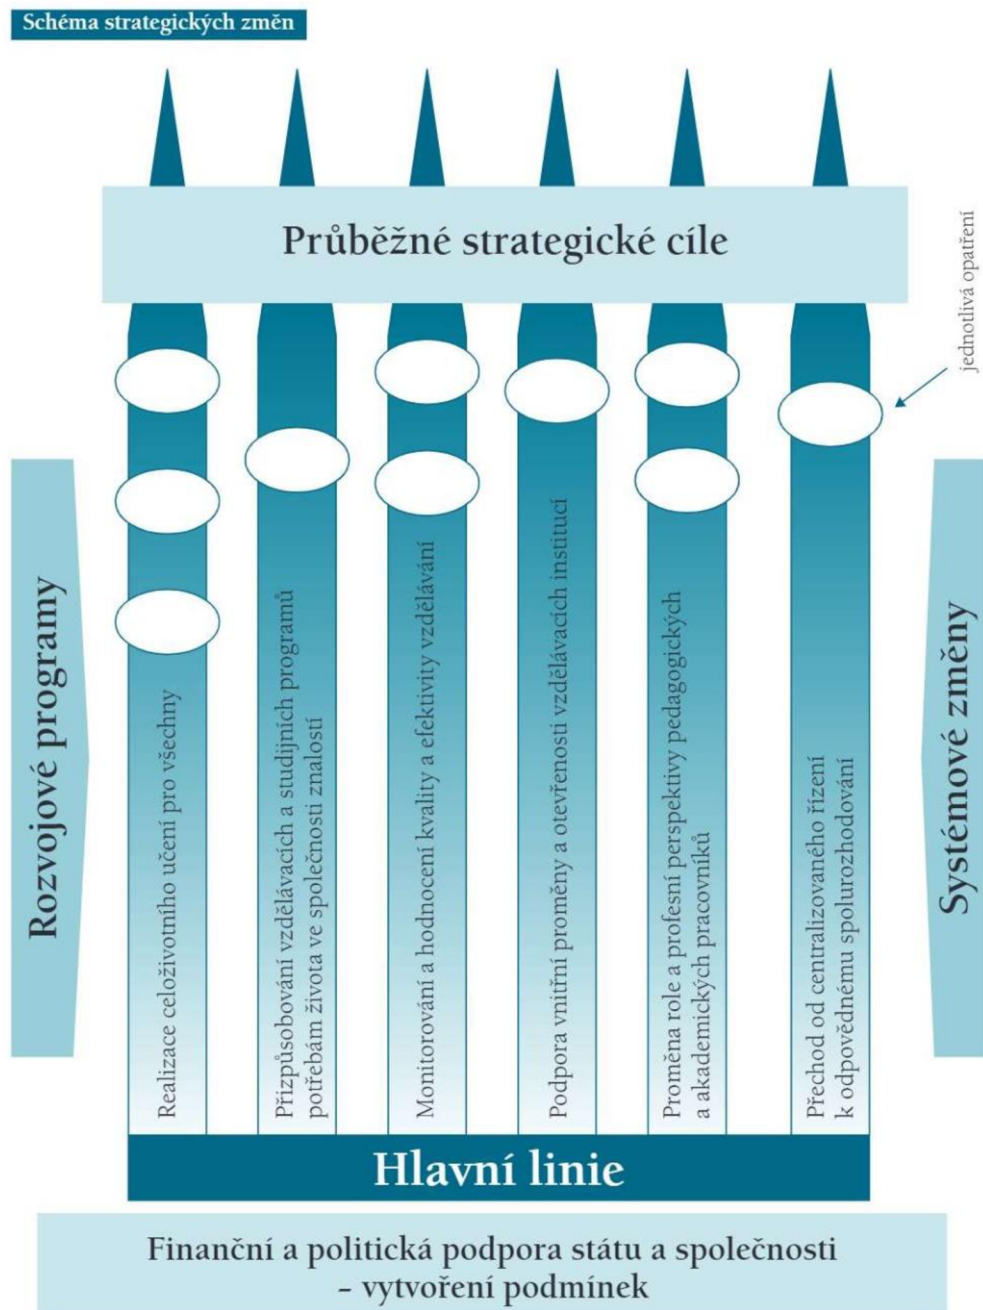 Schéma strategických změn
Průběžné strategické cíle
jednotlivá opatření
Rozvojové programy
Realizace celoživotního učení pro všechny
Přizpůsobování vzdělávacích a studijních programů
potřebám života ve společnosti znalostí
Monitorování a hodnocení kvality a efektivity vzdělávání
Podpora vnitřní proměny a otevřenosti vzdělávacích institucí
Proměna role a profesní perspektivy pedagogických
a akademických pracovníků
Přechod od centralizovaného řízení
k odpovědnému spolurozhodování
Systémové změny
Hlavní linie
Finanční a politická podpora státu a společnosti
– vytvoření podmínek